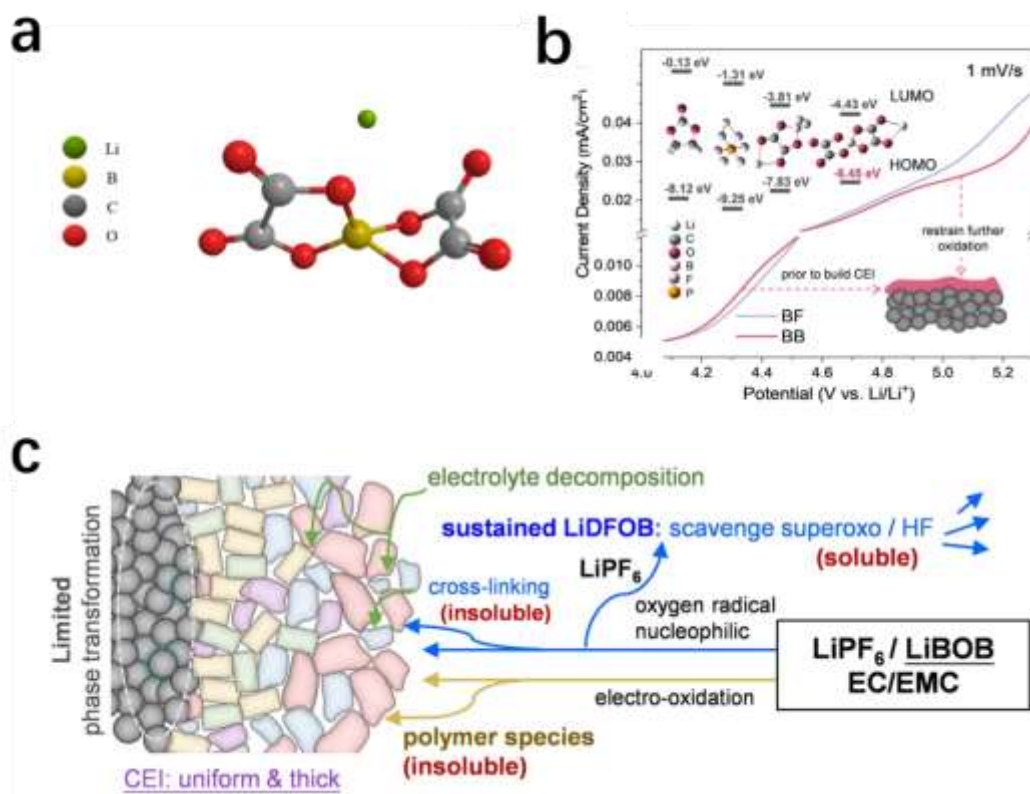 a
Li
B
C
O
b
1 mV/s
-0.13 eV
-1.31 eV
-3.81 eV
-4.43 eV
LUMO
HOMO
-8.12 eV
-9.25 eV
-7.83 eV
-8.45 eV
Li
C
O
B
F
P
restrain further
oxidation
prior to build CEI
BF
BB
Current Density (mA/cm²)
0.04
0.03
0.02
0.010
0.008
0.006
0.004
4.0
4.2
4.4
4.6
4.8
5.0
5.2
Potential (V vs. Li/Li⁺)
c
Limited
phase transformation
electrolyte decomposition
sustained LiDFOB: scavenge superoxo / HF
(soluble)
LiPF₆
cross-linking
(insoluble)
oxygen radical
nucleophilic
LiPF₆ / LiBOB
EC/EMC
electro-oxidation
polymer species
(insoluble)
CEI: uniform & thick